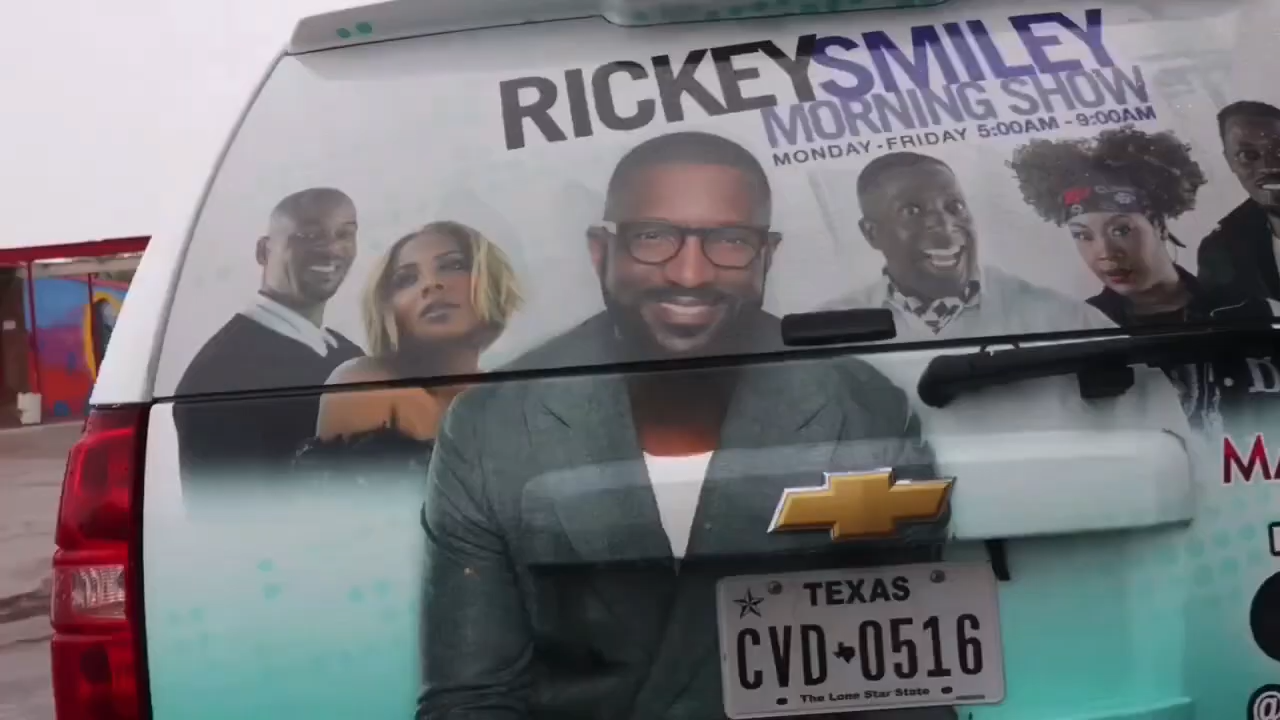 RICKEYSMILEY
MORNING SHOW
MONDAY-FRIDAY 5:00AM - 9:00AM
TEXAS
CVD 0516
The Lone Star State